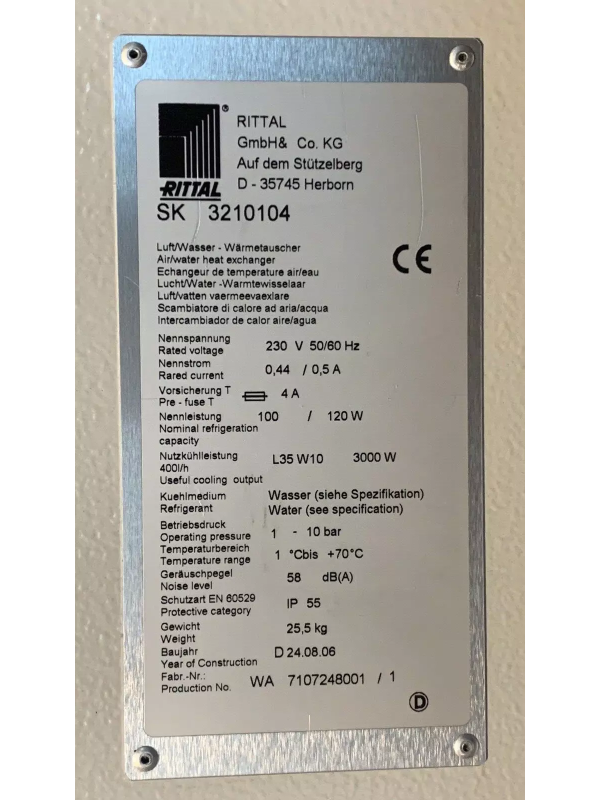 RITTAL
GmbH& Co. KG
Auf dem Stützelberg
D - 35745 Herborn
®
RITTAL
SK 3210104
Luft/Wasser - Wärmetauscher
Air/water heat exchanger
Echangeur de temperature air/eau
Lucht/Water -Warmtewisselaar
Luft/vatten vaermeevaexlare
Scambiatore di calore ad aria/acqua
Intercambiador de calor aire/agua
CE
Nennspannung
Rated voltage
230 V 50/60 Hz
Nennstrom
Rared current
0,44 / 0,5 A
Vorsicherung T
Pre - fuse T
4 A
Nennleistung
Nominal refrigeration
capacity
100 / 120 W
Nutzkühlleistung
400l/h
Useful cooling output
L35 W10 3000 W
Kuehlmedium
Refrigerant
Wasser (siehe Spezifikation)
Water (see specification)
Betriebsdruck
Operating pressure
1 - 10 bar
Temperaturbereich
Temperature range
1 °Cbis +70°C
Geräuschpegel
Noise level
58 dB(A)
Schutzart EN 60529
Protective category
IP 55
Gewicht
Weight
25,5 kg
Baujahr
Year of Construction
D 24.08.06
Fabr.-Nr.:
Production No.
WA 7107248001 / 1
D